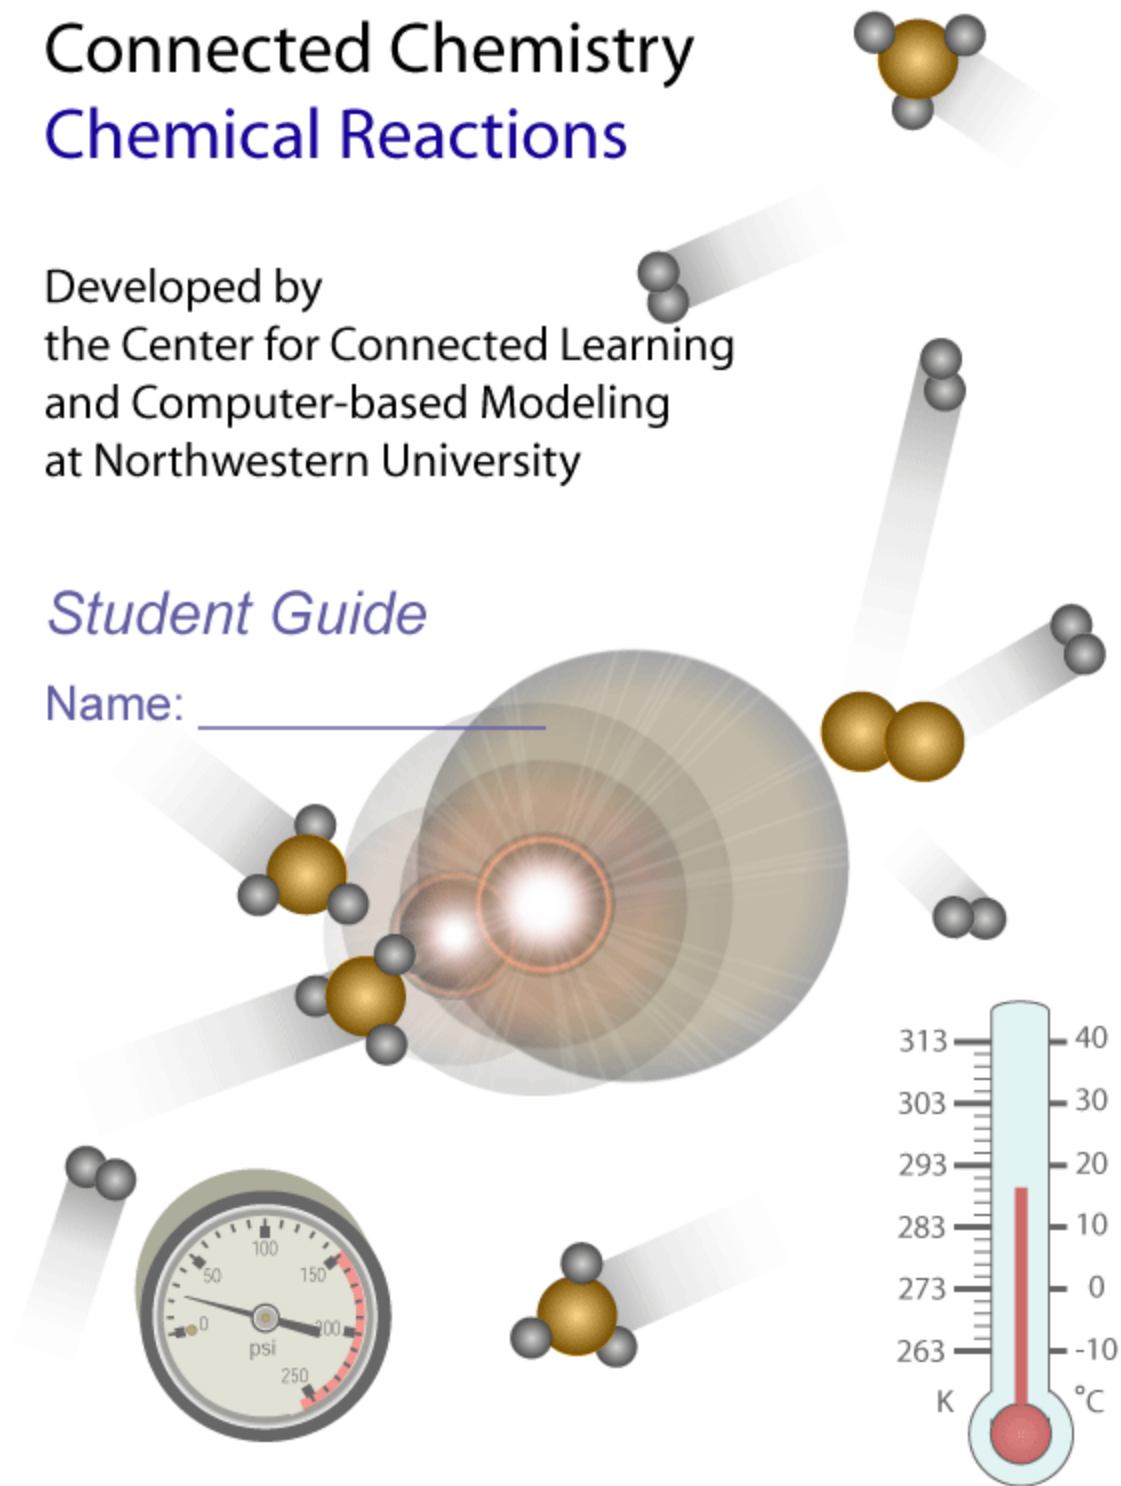 Connected Chemistry
Chemical Reactions
Developed by
the Center for Connected Learning
and Computer-based Modeling
at Northwestern University
Student Guide
Name:
0
50
100
150
200
250
psi
313 40
303 30
293 20
283 10
273 0
263 -10
K °C